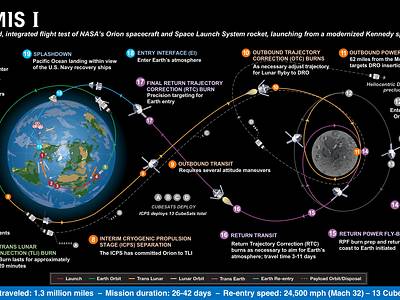 MIS I
d, integrated flight test of NASA's Orion spacecraft and Space Launch System rocket, launching from a modernized Kennedy sp
19 SPLASHDOWN
Pacific Ocean landing within view
of the U.S. Navy recovery ships
18 ENTRY INTERFACE (EI)
Enter Earth's atmosphere
17 FINAL RETURN TRAJECTORY
CORRECTION (RTC) BURN
Precision targeting for
Earth entry
10 OUTBOUND TRAJECTORY
CORRECTION (OTC) BURNS
As necessary adjust trajectory
for Lunar flyby to DRO
11 OUTBOUND POWER
62 miles from the Mo
targets DRO insertio
9 OUTBOUND TRANSIT
Requires several attitude maneuvers
CUBESATS DEPLOY
ICPS deploys 13 CubeSats total
8 INTERIM CRYOGENIC PROPULSION
STAGE (ICPS) SEPARATION
The ICPS has committed Orion to TLI
TRANS LUNAR
INJECTION (TLI) BURN
Burn lasts for approximately
20 minutes
16 RETURN TRANSIT
Return Trajectory Correction (RTC)
burns as necessary to aim for Earth's
atmosphere; travel time 3-11 days
15 RETURN POWER FLY-B
RPF burn prep and return
coast to Earth initiated
Launch Earth Orbit Trans Lunar Lunar Orbit Trans Earth Earth Re-entry Payload Orbit/Disposal
traveled: 1.3 million miles – Mission duration: 26-42 days – Re-entry speed: 24,500 mph (Mach 32) – 13 Cube